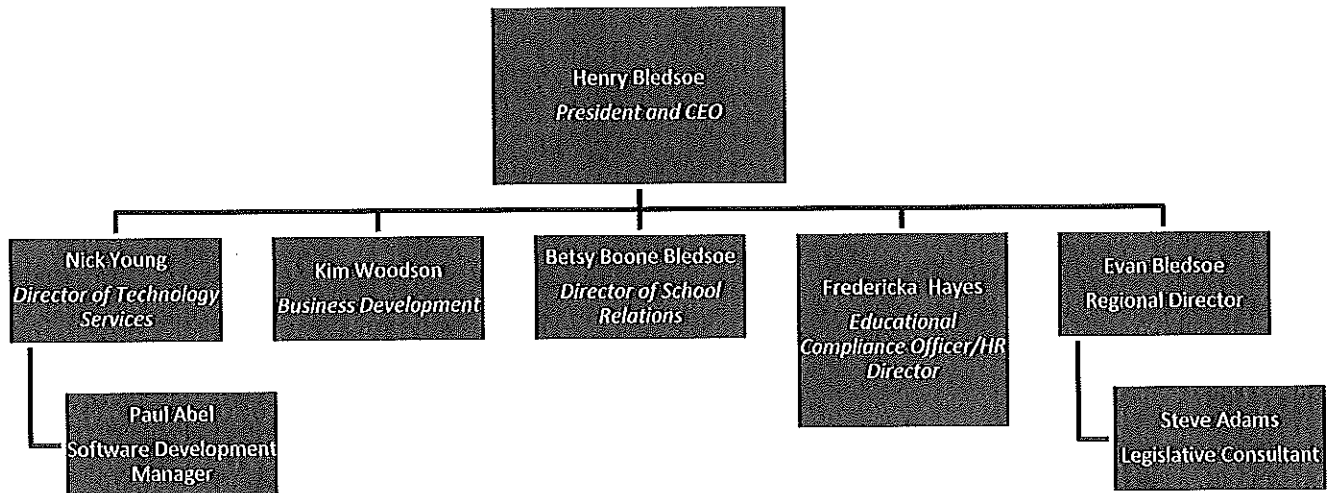 Henry Bledsoe
President and CEO
Nick Young
Director of Technology
Services
Kim Woodson
Business Development
Betsy Boone Bledsoe
Director of School
Relations
Fredericka Hayes
Educational
Compliance Officer/HR
Director
Evan Bledsoe
Regional Director
Paul Abel
Software Development
Manager
Steve Adams
Legislative Consultant